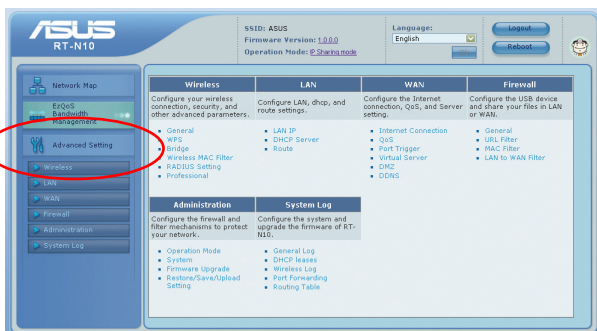 ASUS
RT-N10
SSID: ASUS
Firmware Version: 1.0.0.0
Operation Mode: IP Sharing mode
Language:
English
Logout
Reboot
Network Map
EzQoS
Bandwidth
Management
Advanced Setting
Wireless
LAN
WAN
Firewall
Administration
System Log
Wireless
Configure your wireless
connection, security, and
other advanced parameters.
General
WPS
Bridge
Wireless MAC Filter
RADIUS Setting
Professional
LAN
Configure LAN, dhcp, and
route settings.
LAN IP
DHCP Server
Route
WAN
Configure the Internet
connection, QoS, and Server
setting.
Internet Connection
QoS
Port Trigger
Virtual Server
DMZ
DDNS
Firewall
Configure the USB device
and share your files in LAN
or WAN.
General
URL Filter
MAC Filter
LAN to WAN Filter
Administration
Configure the firewall and
filter mechanisms to protect
your network.
Operation Mode
System
Firmware Upgrade
Restore/Save/Upload
Setting
System Log
Configure the system and
upgrade the firmware of RT-
N10.
General Log
DHCP leases
Wireless Log
Port Forwarding
Routing Table